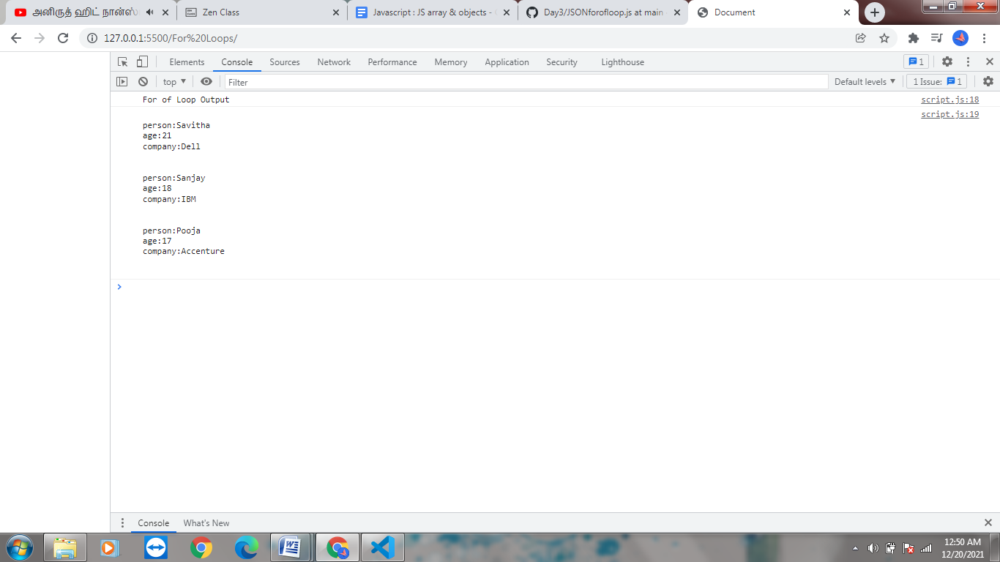 அனிருத் ஹிட் நான்ஸ்
Zen Class
Javascript : JS array & objects -
Day3/JSONforofloop.js at main
Document
127.0.0.1:5500/For%20Loops/
Elements
Console
Sources
Network
Performance
Memory
Application
Security
Lighthouse
1
top
Filter
Default levels
1 Issue:
1
For of Loop Output
script.js:18
script.js:19
person:Savitha
age:21
company:Dell
person:Sanjay
age:18
company:IBM
person:Pooja
age:17
company:Accenture
Console
What's New
12:50 AM
12/20/2021